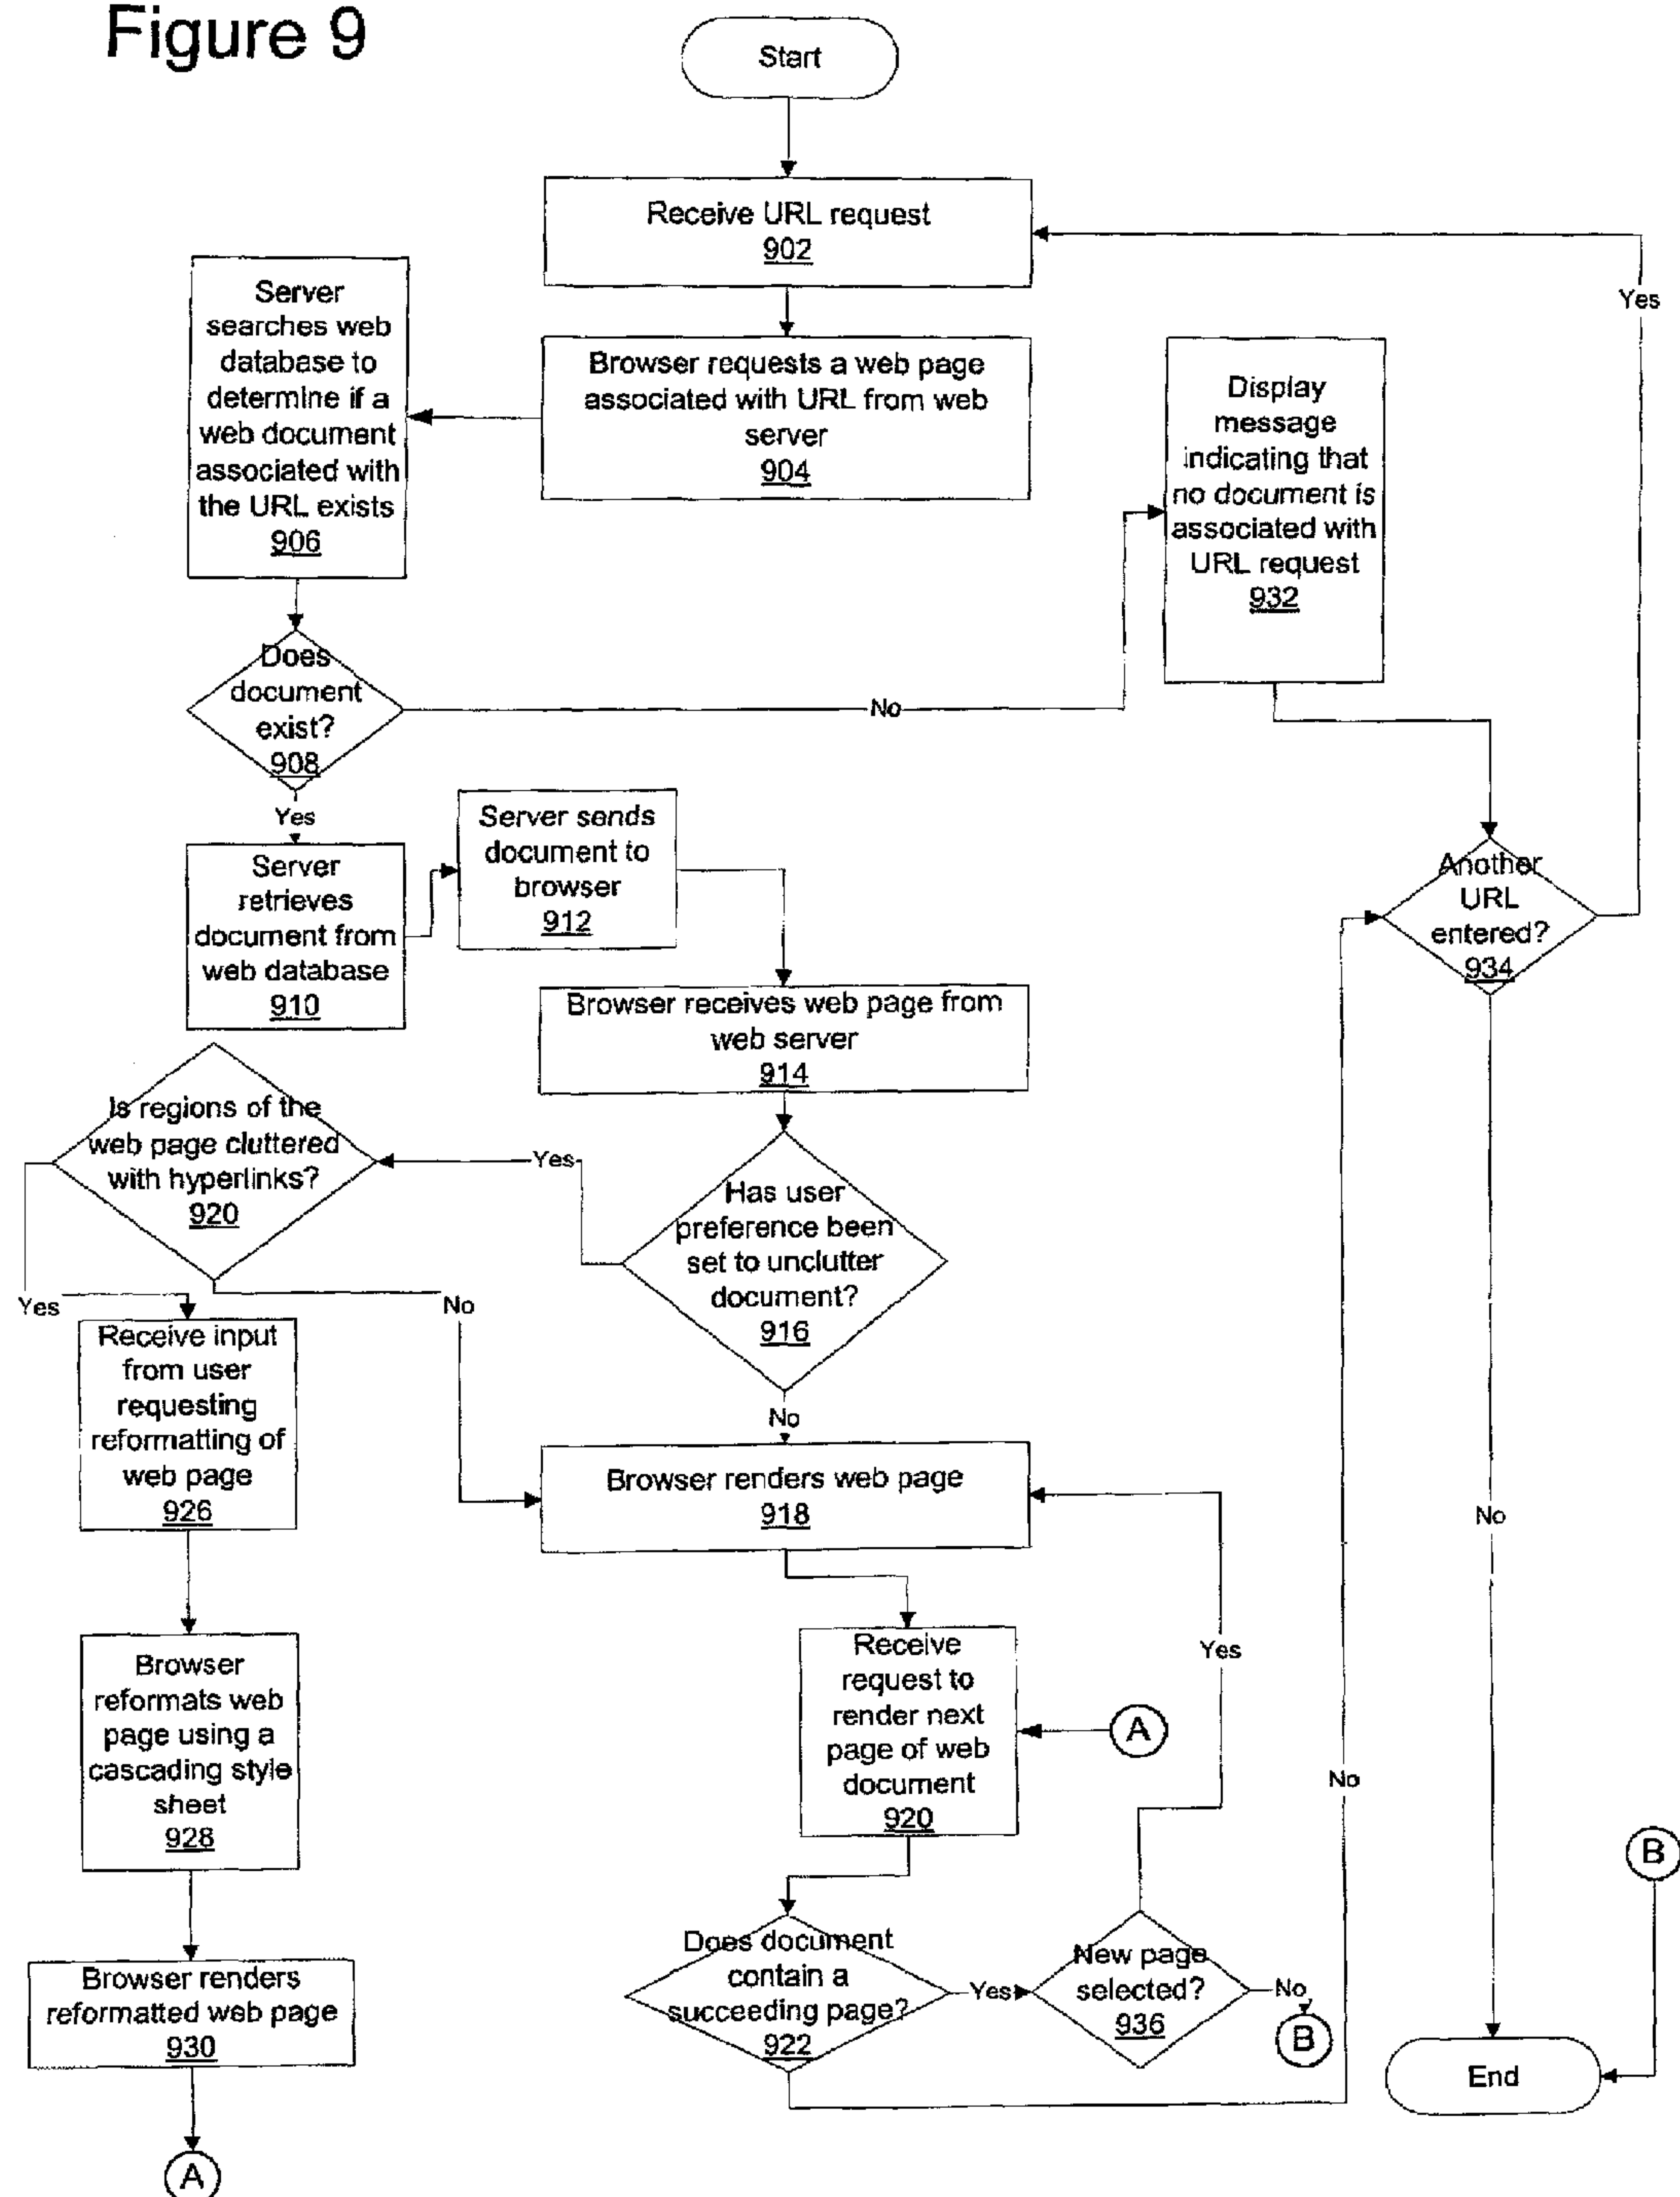 Figure 9
Start
Receive URL request
902
Yes
Server
searches web
database to
determine if a
web document
associated with
the URL exists
906
Browser requests a web page
associated with URL from web
server
904
Display
message
indicating that
no document is
associated with
URL request
932
Does
document
exist?
908
No
Yes
Server
retrieves
document from
web database
910
Server sends
document to
browser
912
Another
URL
entered?
934
Browser receives web page from
web server
914
Is regions of the
web page cluttered
with hyperlinks?
920
Yes
Has user
preference been
set to unclutter
document?
916
Yes
No
No
Receive input
from user
requesting
reformatting of
web page
926
Browser renders web page
918
No
Browser
reformats web
page using a
cascading style
sheet
928
Receive
request to
render next
page of web
document
920
A
Yes
No
B
Browser renders
reformatted web page
930
Does document
contain a
succeeding page?
922
Yes
New page
selected?
936
No
B
End
A